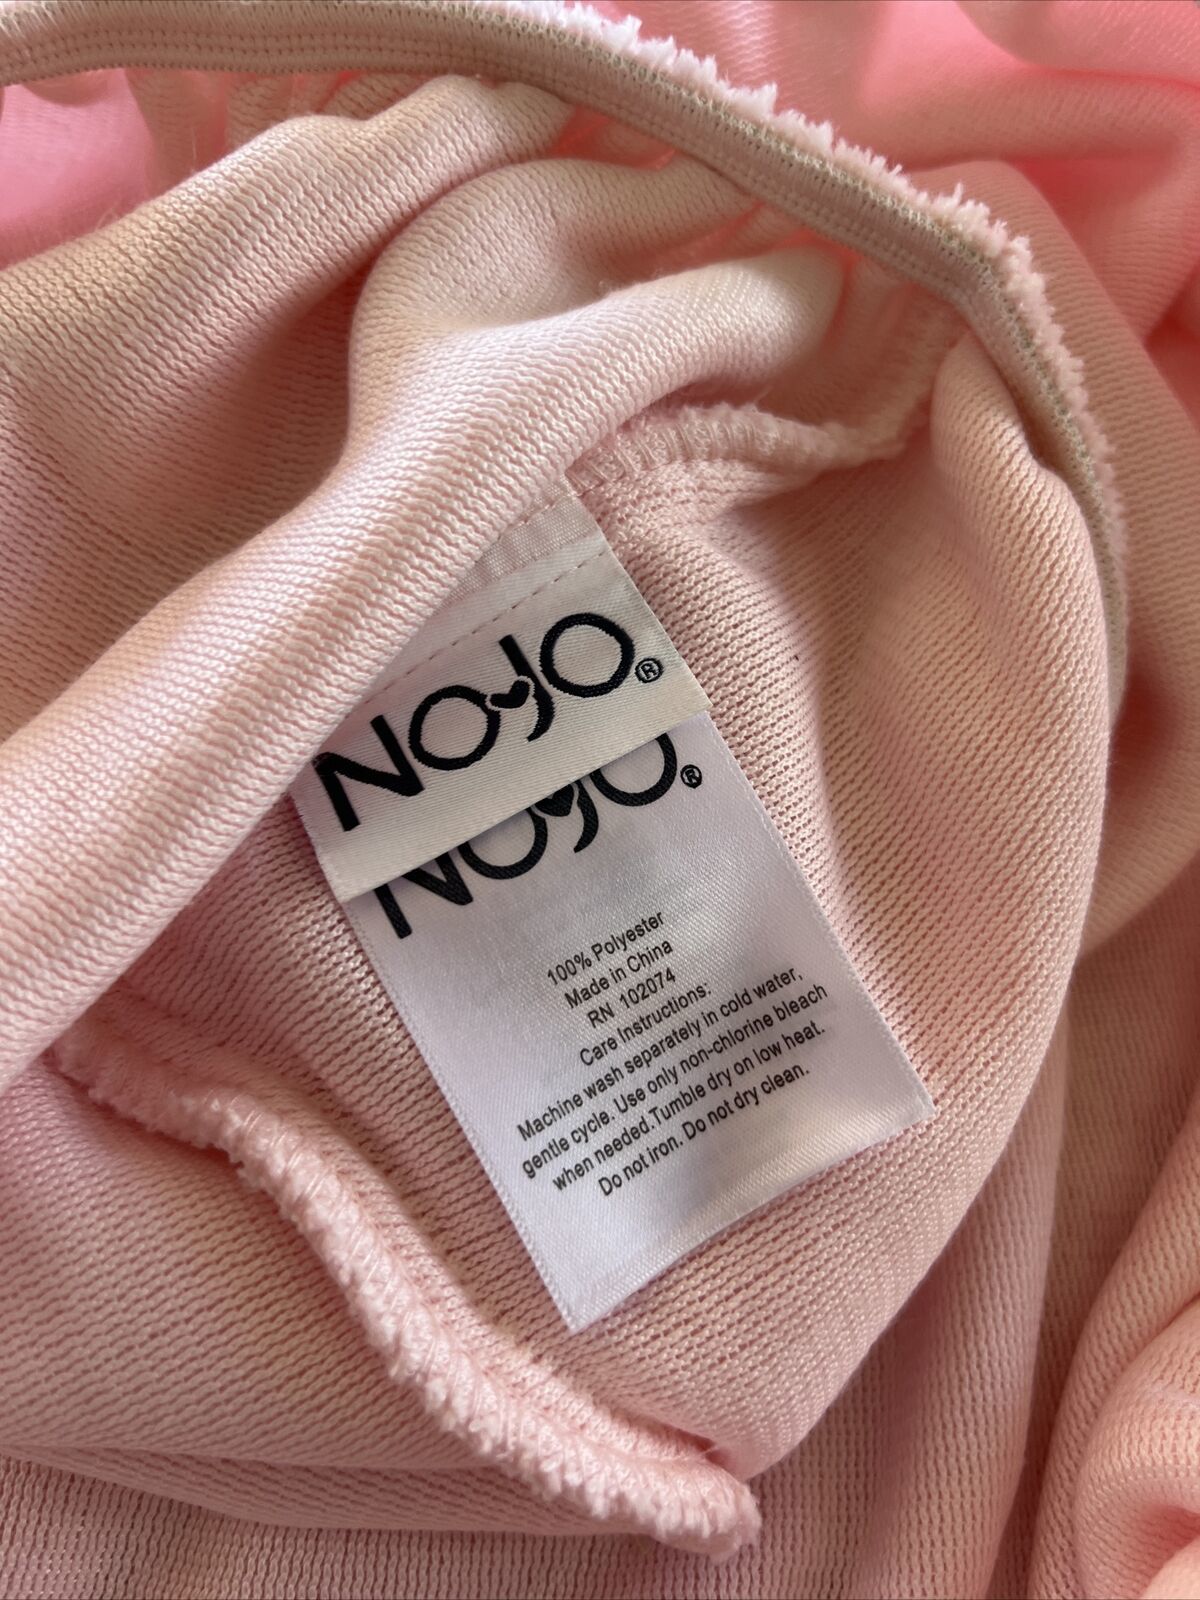 NOJO®
NOJO®
100% Polyester
Made in China
RN 102074
Care Instructions:
Machine wash separately in cold water,
gentle cycle. Use only non-chlorine bleach
when needed.Tumble dry on low heat.
Do not iron. Do not dry clean.